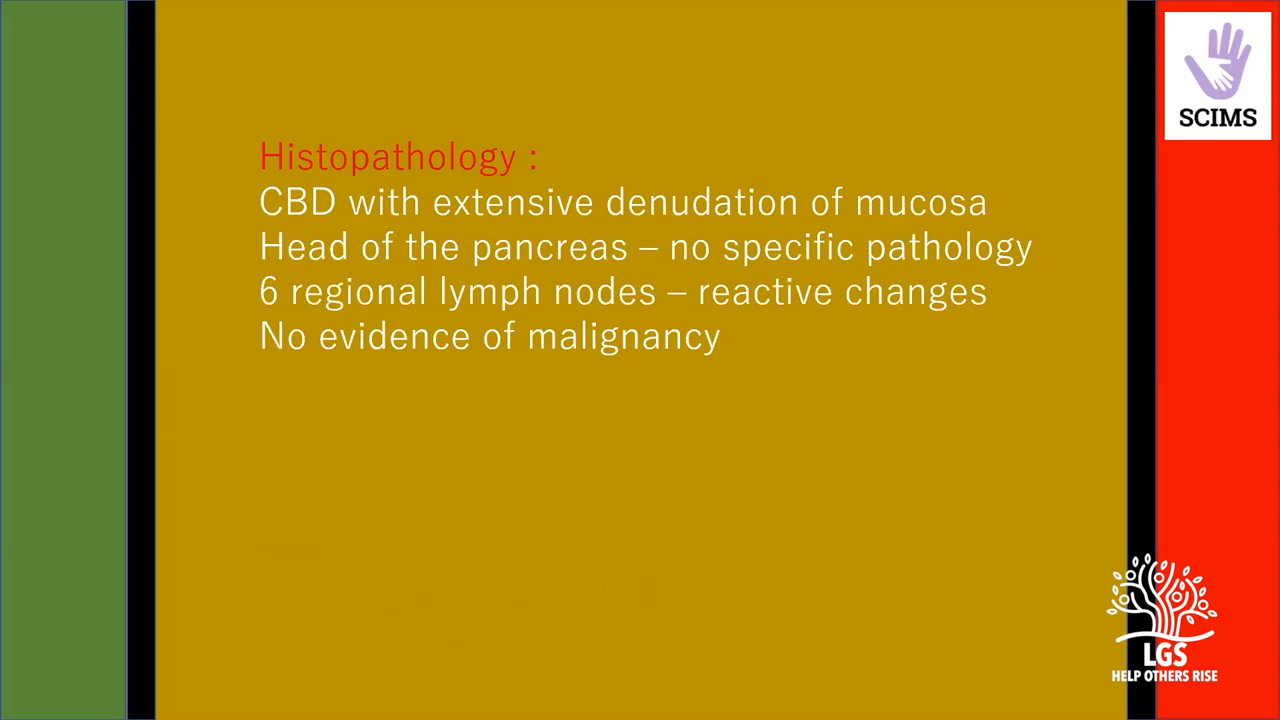 SCIMS
Histopathology :
CBD with extensive denudation of mucosa
Head of the pancreas – no specific pathology
6 regional lymph nodes – reactive changes
No evidence of malignancy
LGS
HELP OTHERS RISE